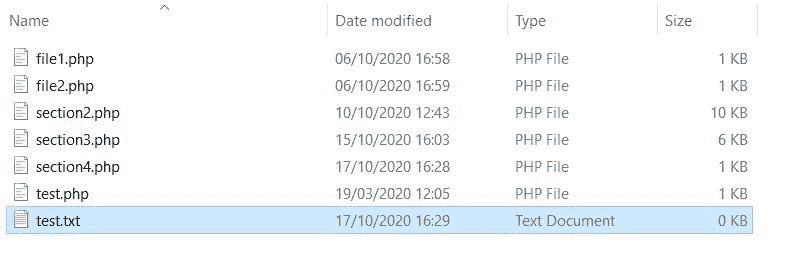 Name Date modified Type Size
file1.php 06/10/2020 16:58 PHP File 1 KB
file2.php 06/10/2020 16:59 PHP File 1 KB
section2.php 10/10/2020 12:43 PHP File 10 KB
section3.php 15/10/2020 16:03 PHP File 6 KB
section4.php 17/10/2020 16:28 PHP File 1 KB
test.php 19/03/2020 12:05 PHP File 1 KB
test.txt 17/10/2020 16:29 Text Document 0 KB